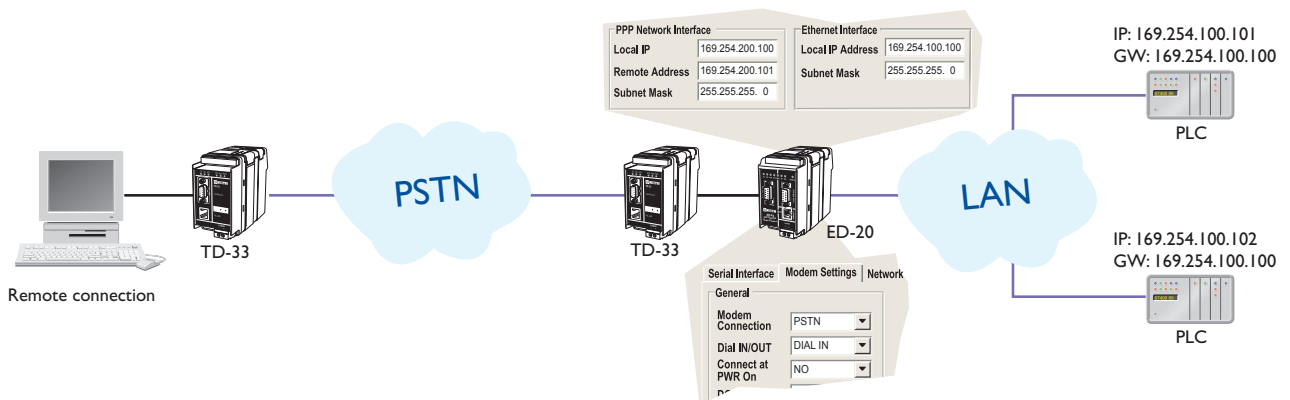 PPP Network Interface
Local IP 169.254.200.100
Remote Address 169.254.200.101
Subnet Mask 255.255.255. 0
Ethernet Interface
Local IP Address 169.254.100.100
Subnet Mask 255.255.255. 0
IP: 169.254.100.101
GW: 169.254.100.100
PLC
PSTN
LAN
TD-33
TD-33
ED-20
Remote connection
IP: 169.254.100.102
GW: 169.254.100.100
PLC
Serial Interface Modem Settings Network
General
Modem
Connection PSTN
Dial IN/OUT DIAL IN
Connect at
PWR On NO